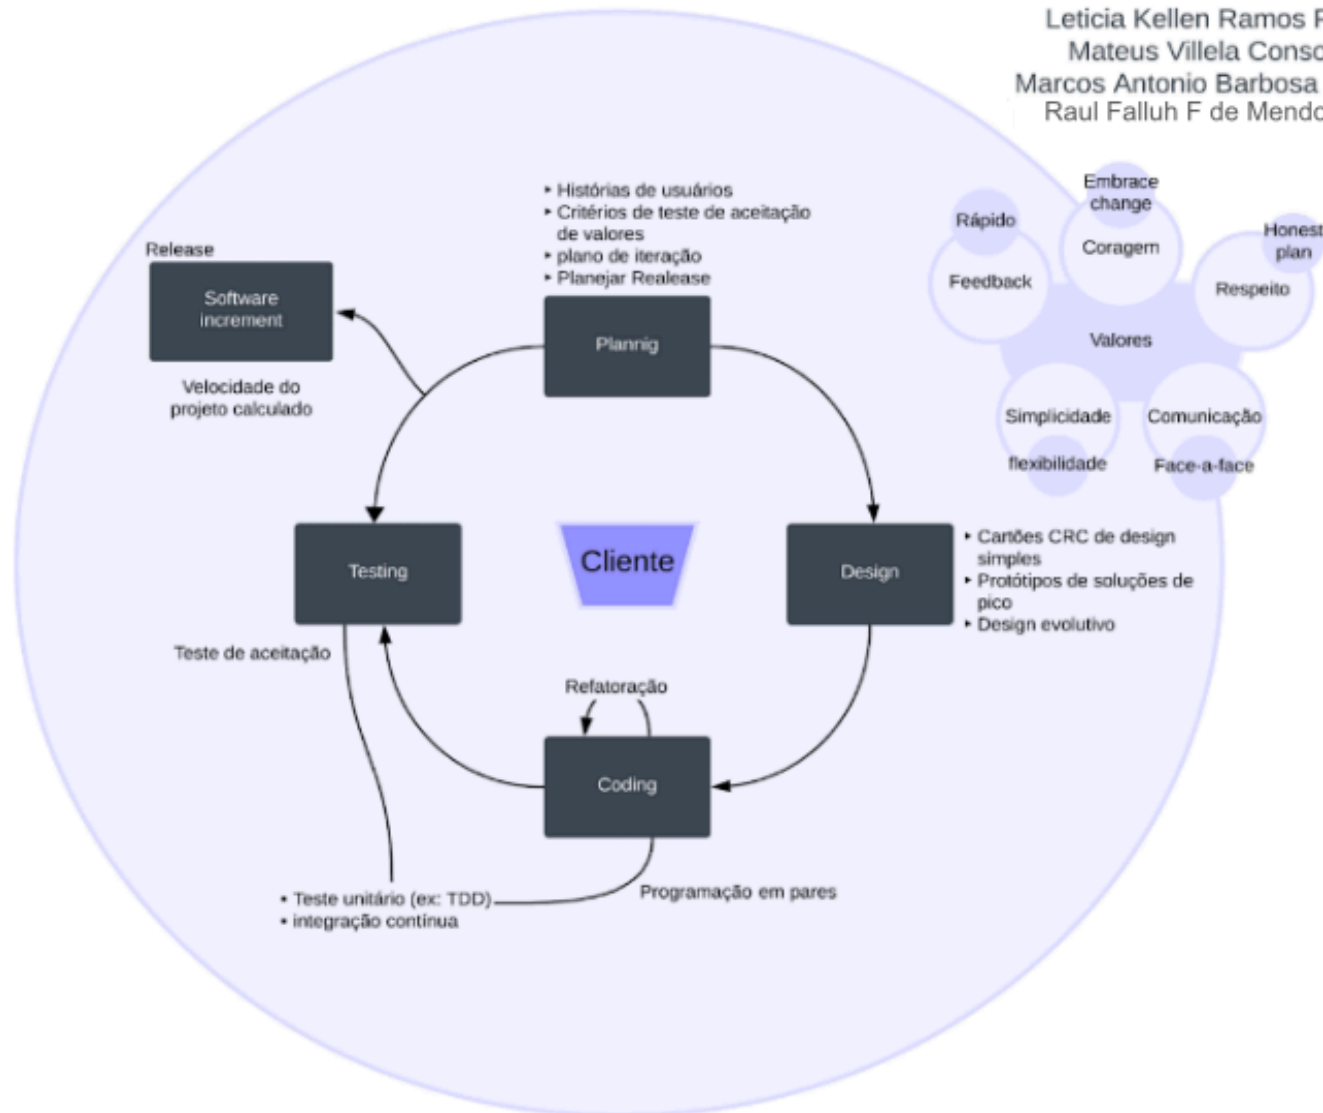 Leticia Kellen Ramos
Mateus Villela
Marcos Antonio Barbosa
Raul Falluh F de
Embrace
change
Rápido
Coragem
Honest
plan
Feedback
Respeito
Valores
Simplicidade
Comunicação
flexibilidade
Face-a-face
▸ Histórias de usuários
▸ Critérios de teste de aceitação
de valores
▸ plano de iteração
▸ Planejar Realease
Release
Software
increment
Plannig
Velocidade do
projeto calculado
Testing
Cliente
Design
▸ Cartões CRC de design
simples
▸ Protótipos de soluções de
pico
▸ Design evolutivo
Teste de aceitação
Refatoração
Coding
Programação em pares
• Teste unitário (ex: TDD)
• integração contínua